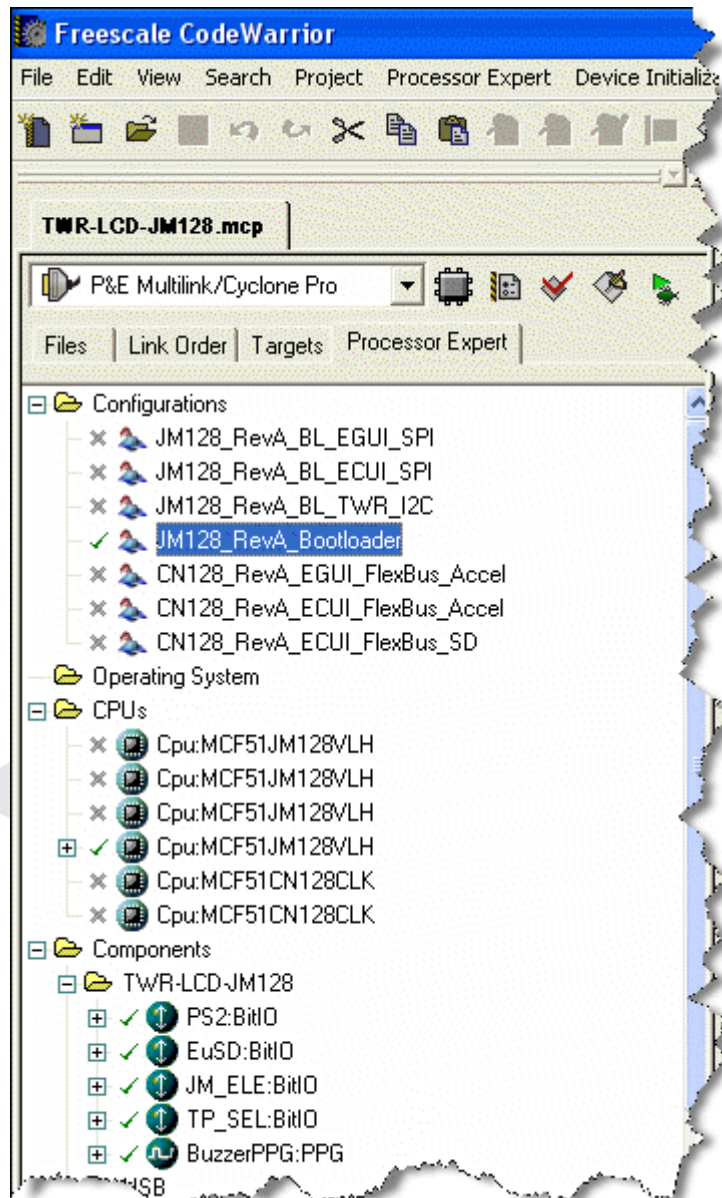 Freescale CodeWarrior
File Edit View Search Project Processor Expert Device
TWR-LCD-JM128.mcp
P&E Multilink/Cyclone Pro
Files Link Order Targets Processor Expert
Configurations
JM128_RevA_BL_EGUI_SPI
JM128_RevA_BL_ECUI_SPI
JM128_RevA_BL_TWR_I2C
JM128_RevA_Bootloader
CN128_RevA_EGUI_FlexBus_Accel
CN128_RevA_ECUI_FlexBus_Accel
CN128_RevA_ECUI_FlexBus_SD
Operating System
CPUs
Cpu:MCF51JM128VLH
Cpu:MCF51JM128VLH
Cpu:MCF51JM128VLH
Cpu:MCF51JM128VLH
Cpu:MCF51CN128CLK
Cpu:MCF51CN128CLK
Components
TWR-LCD-JM128
PS2:BitIO
EuSD:BitIO
JM_ELE:BitIO
TP_SEL:BitIO
BuzzerPPG:PPG